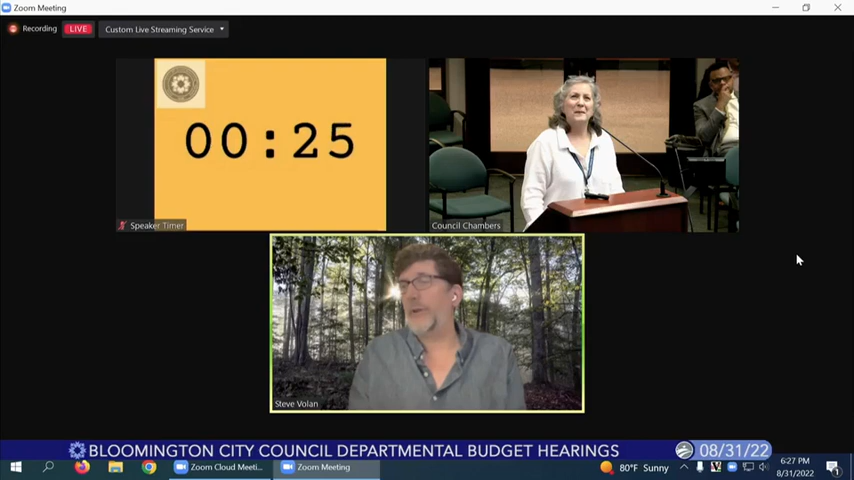 Zoom Meeting
Recording
LIVE
Custom Live Streaming Service
00:25
Speaker Timer
Council Chambers
Steve Volan
BLOOMINGTON CITY COUNCIL DEPARTMENTAL BUDGET HEARINGS
08/31/22
Zoom Cloud Meeti...
Zoom Meeting
80°F Sunny
6:27 PM
8/31/2022